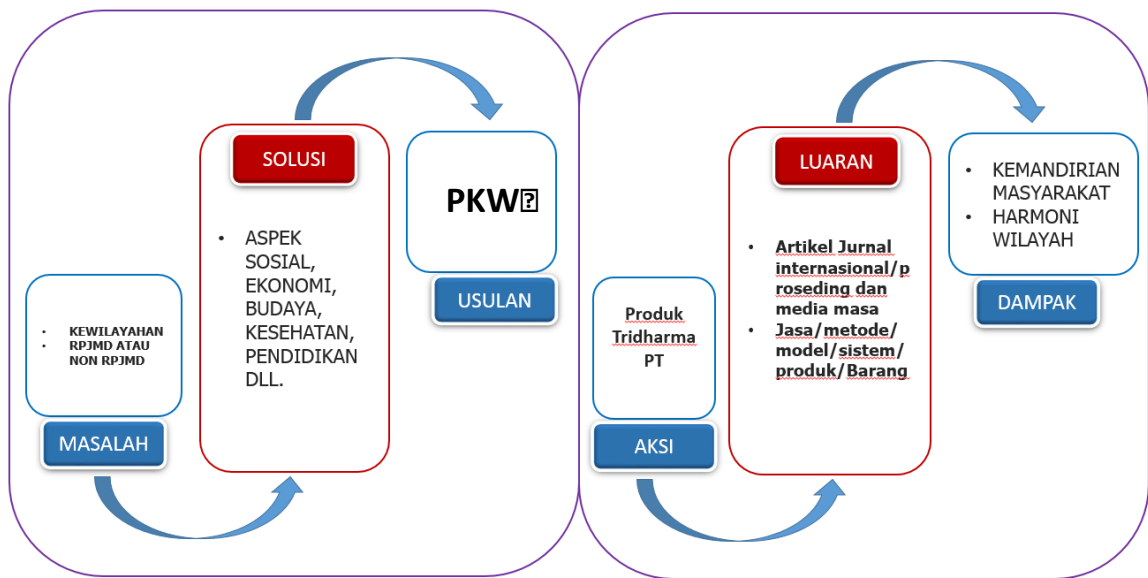 SOLUSI
• ASPEK
SOSIAL,
EKONOMI,
BUDAYA,
KESEHATAN,
PENDIDIKAN
DLL.
PKW
USULAN
• KEWILAYAHAN
• RPJMD ATAU
NON RPJMD
MASALAH
LUARAN
• Artikel Jurnal
internasional/p
roseding dan
media masa
• Jasa/metode/
model/sistem/
produk/Barang
• KEMANDIRIAN
MASYARAKAT
• HARMONI
WILAYAH
DAMPAK
Produk
Tridharma
PT
AKSI